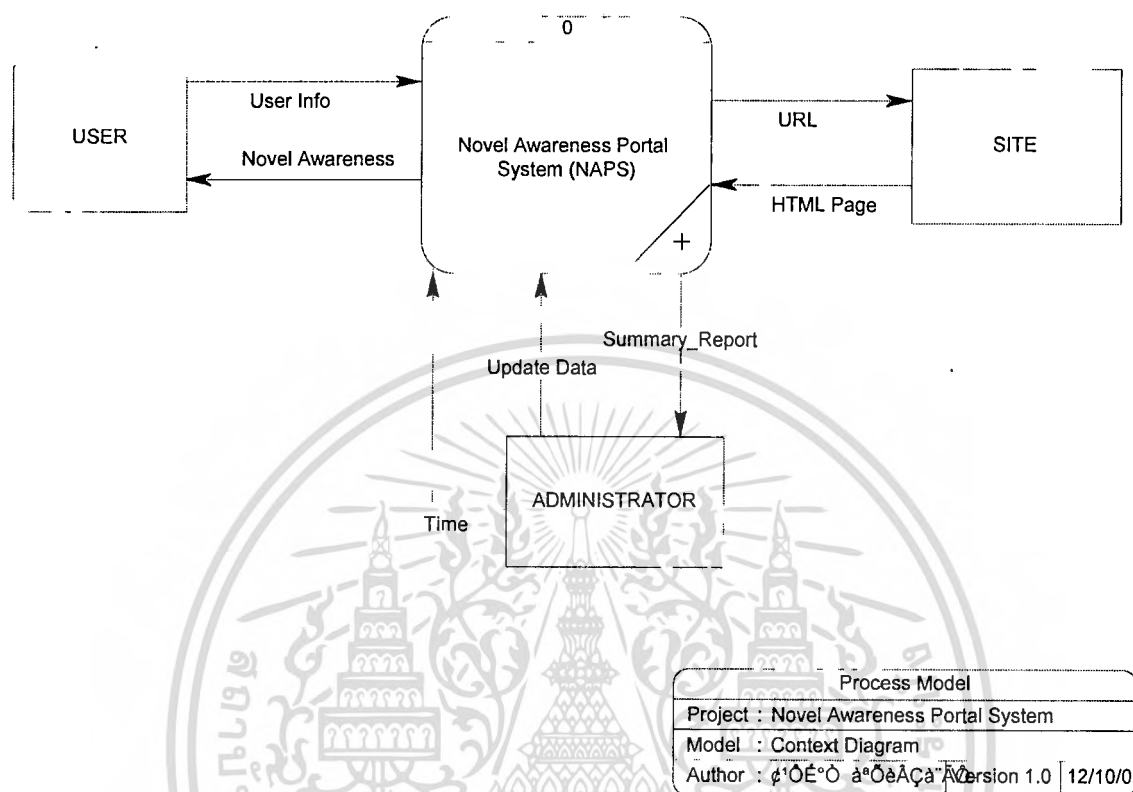 0
USER
User Info
Novel Awareness
Novel Awareness Portal
System (NAPS)
+
URL
SITE
HTML Page
Summary_Report
Update Data
Time
ADMINISTRATOR
Process Model
Project : Novel Awareness Portal System
Model : Context Diagram
Author : Version 1.0 12/10/0